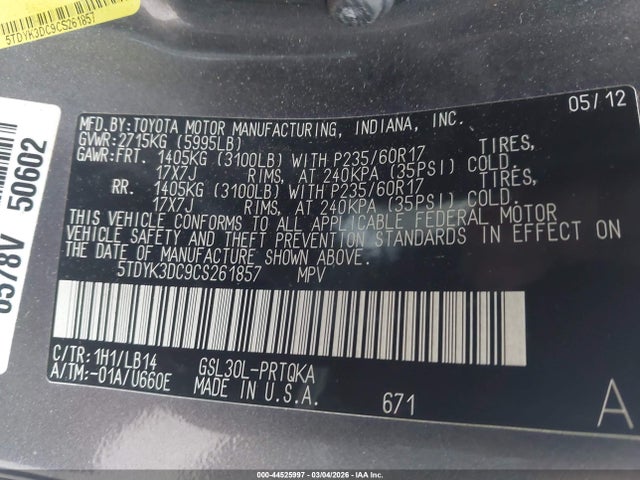 5TDYK3DC9CS261857
0578V 50602
05/12
MFD.BY:TOYOTA MOTOR MANUFACTURING, INDIANA, INC.
GVWR:2715KG (5995LB)
GAWR:FRT. 1405KG (3100LB) WITH P235/60R17 TIRES,
17X7J RIMS, AT 240KPA (35PSI) COLD.
RR. 1405KG (3100LB) WITH P235/60R17 TIRES,
17X7J RIMS, AT 240KPA (35PSI) COLD.
THIS VEHICLE CONFORMS TO ALL APPLICABLE FEDERAL MOTOR
VEHICLE SAFETY AND THEFT PREVENTION STANDARDS IN EFFECT ON
THE DATE OF MANUFACTURE SHOWN ABOVE.
5TDYK3DC9CS261857 MPV
C/TR:1H1/LB14 GSL30L-PRTQKA
A/TM:-01A/U660E MADE IN U.S.A. 671 A
000-44525997 - 03/04/2026 - IAA Inc.